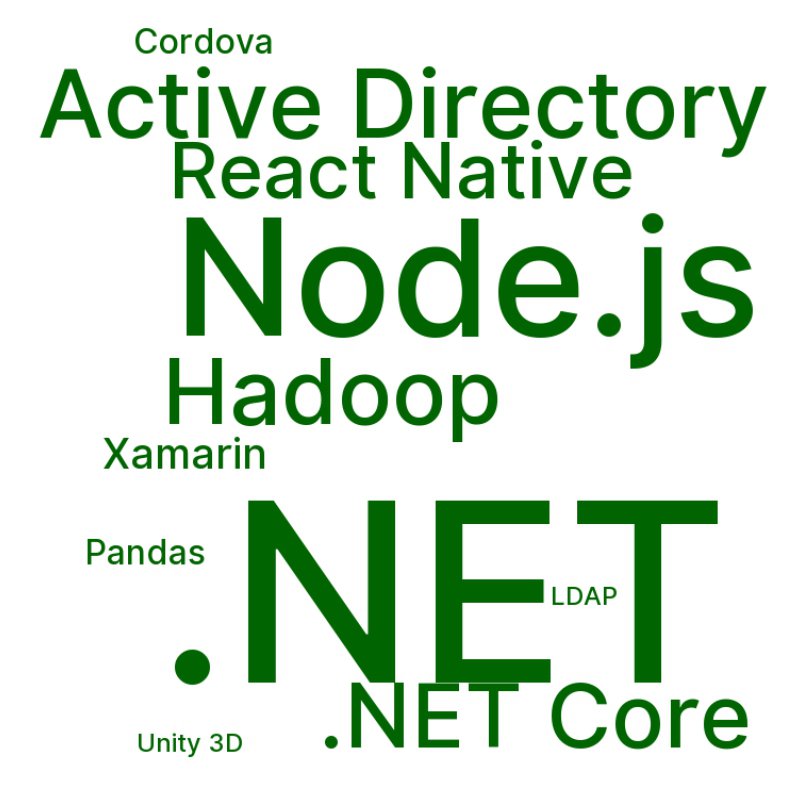 Cordova
Active Directory
React Native
Node.js
Hadoop
Xamarin
.NET
Pandas
LDAP
.NET Core
Unity 3D